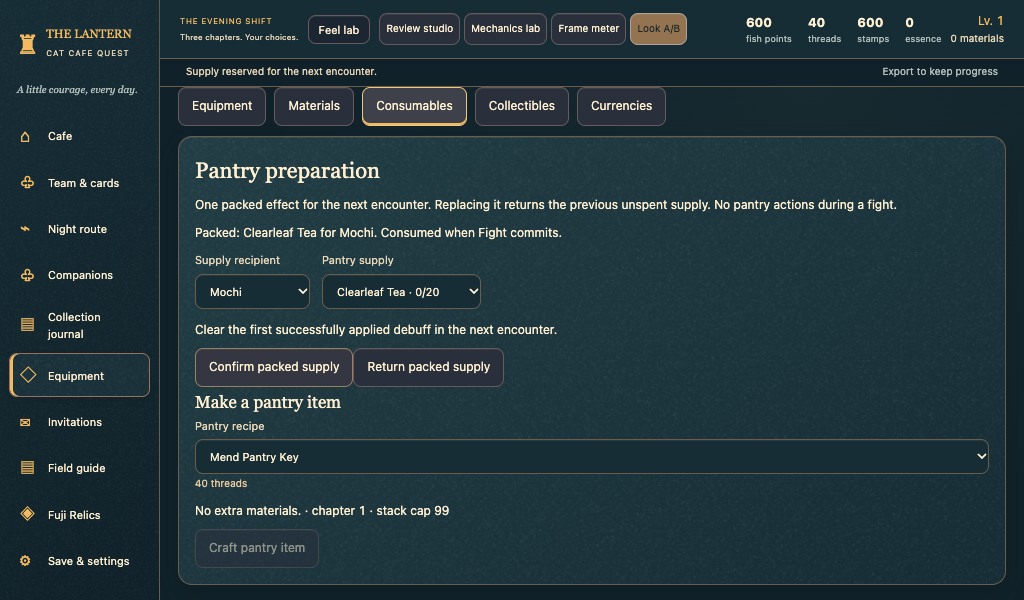 THE LANTERN
CAT CAFE QUEST
A little courage, every day.
Cafe
Team & cards
Night route
Companions
Collection
journal
Equipment
Invitations
Field guide
Fuji Relics
Save & settings
THE EVENING SHIFT
Three chapters. Your choices.
Feel lab
Review studio
Mechanics lab
Frame meter
Look A/B
600
fish points
40
threads
600
stamps
0
essence
Lv. 1
0 materials
Supply reserved for the next encounter.
Export to keep progress
Equipment
Materials
Consumables
Collectibles
Currencies
Pantry preparation
One packed effect for the next encounter. Replacing it returns the previous unspent supply. No pantry actions during a fight.
Packed: Clearleaf Tea for Mochi. Consumed when Fight commits.
Supply recipient
Pantry supply
Mochi
Clearleaf Tea · 0/20
Clear the first successfully applied debuff in the next encounter.
Confirm packed supply
Return packed supply
Make a pantry item
Pantry recipe
Mend Pantry Key
40 threads
No extra materials. · chapter 1 · stack cap 99
Craft pantry item